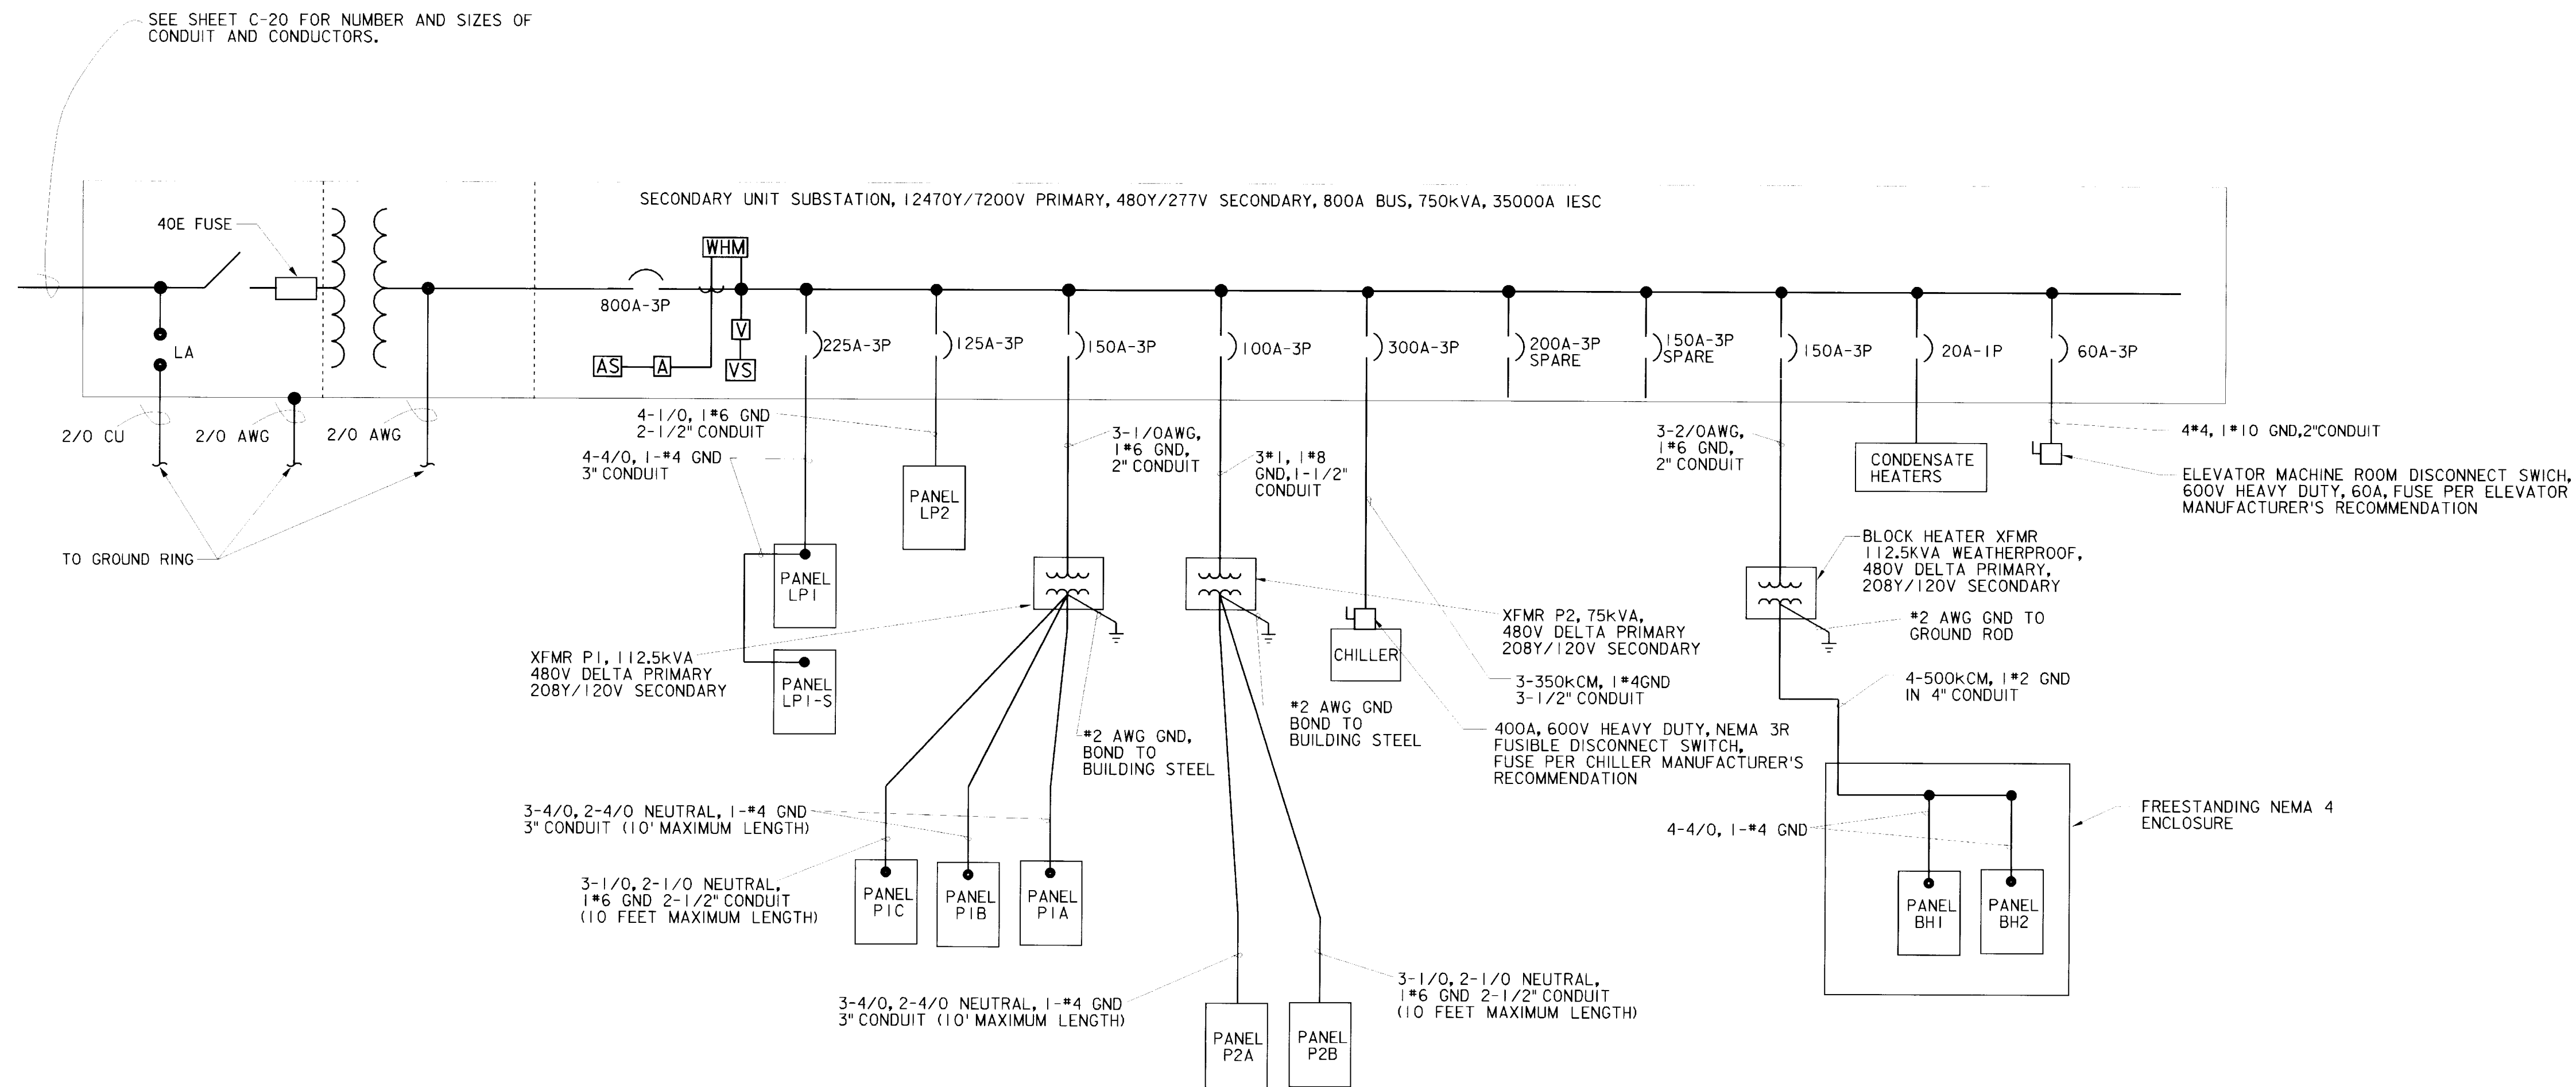 SEE SHEET C-20 FOR NUMBER AND SIZES OF
CONDUIT AND CONDUCTORS.
SECONDARY UNIT SUBSTATION, 12470Y/7200V PRIMARY, 480Y/277V SECONDARY, 800A BUS, 750kVA, 35000A IESC
40E FUSE
WHM
800A-3P
V
AS
A
VS
LA
225A-3P
125A-3P
150A-3P
100A-3P
300A-3P
200A-3P
SPARE
150A-3P
SPARE
150A-3P
20A-1P
60A-3P
2/0 CU
2/0 AWG
2/0 AWG
TO GROUND RING
4-1/0, 1#6 GND
2-1/2" CONDUIT
4-4/0, 1-#4 GND
3" CONDUIT
PANEL
LP2
3-1/0AWG,
1#6 GND,
2" CONDUIT
3#1, 1#8
GND, 1-1/2"
CONDUIT
3-2/0AWG,
1#6 GND,
2" CONDUIT
CONDENSATE
HEATERS
4#4, 1#10 GND,2"CONDUIT
ELEVATOR MACHINE ROOM DISCONNECT SWICH,
600V HEAVY DUTY, 60A, FUSE PER ELEVATOR
MANUFACTURER'S RECOMMENDATION
PANEL
LP1
PANEL
LP1-S
XFMR P1, 112.5kVA
480V DELTA PRIMARY
208Y/120V SECONDARY
#2 AWG GND,
BOND TO
BUILDING STEEL
XFMR P2, 75kVA,
480V DELTA PRIMARY
208Y/120V SECONDARY
#2 AWG GND
BOND TO
BUILDING STEEL
CHILLER
3-350kCM, 1#4GND
3-1/2" CONDUIT
400A, 600V HEAVY DUTY, NEMA 3R
FUSIBLE DISCONNECT SWITCH,
FUSE PER CHILLER MANUFACTURER'S
RECOMMENDATION
BLOCK HEATER XFMR
112.5KVA WEATHERPROOF,
480V DELTA PRIMARY,
208Y/120V SECONDARY
#2 AWG GND TO
GROUND ROD
4-500kCM, 1#2 GND
IN 4" CONDUIT
FREESTANDING NEMA 4
ENCLOSURE
4-4/0, 1-#4 GND
PANEL
BH1
PANEL
BH2
3-4/0, 2-4/0 NEUTRAL, 1-#4 GND
3" CONDUIT (10' MAXIMUM LENGTH)
3-1/0, 2-1/0 NEUTRAL,
1#6 GND 2-1/2" CONDUIT
(10 FEET MAXIMUM LENGTH)
PANEL
P1C
PANEL
P1B
PANEL
P1A
3-4/0, 2-4/0 NEUTRAL, 1-#4 GND
3" CONDUIT (10' MAXIMUM LENGTH)
3-1/0, 2-1/0 NEUTRAL,
1#6 GND 2-1/2" CONDUIT
(10 FEET MAXIMUM LENGTH)
PANEL
P2A
PANEL
P2B